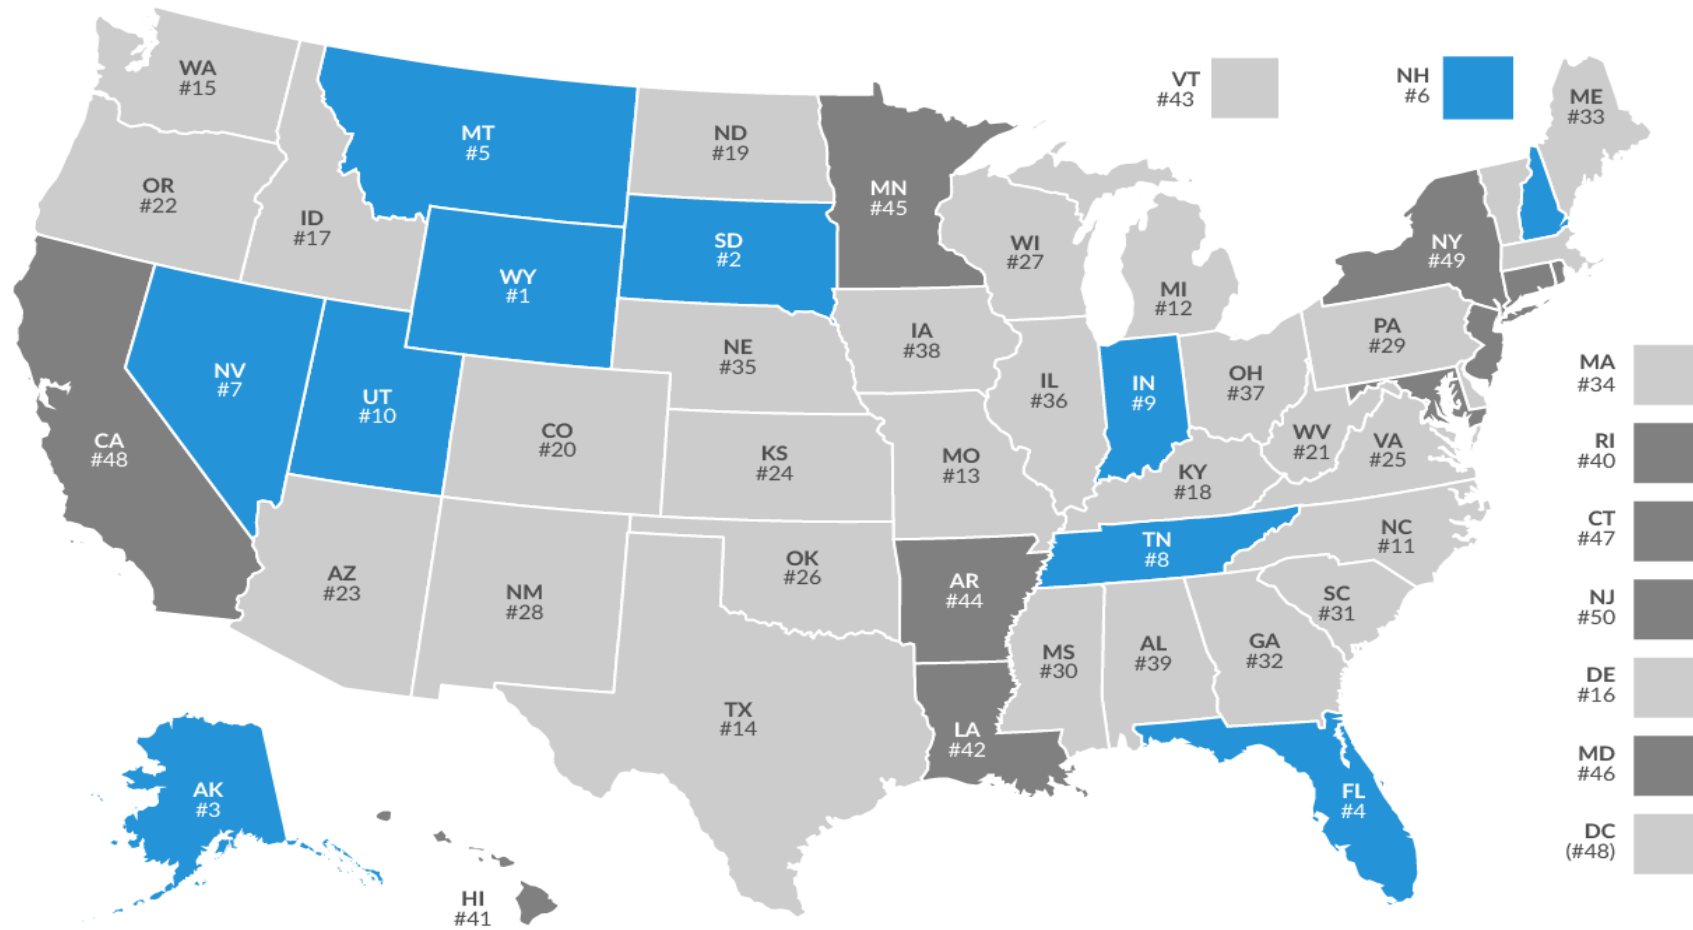 WA
#15
MT
#5
ND
#19
MN
#45
VT
#43
NH
#6
ME
#33
OR
#22
ID
#17
WY
#1
SD
#2
WI
#27
MI
#12
NY
#49
NV
#7
UT
#10
NE
#35
IA
#38
IL
#36
IN
#9
OH
#37
PA
#29
MA
#34
CA
#48
CO
#20
KS
#24
MO
#13
KY
#18
WV
#21
VA
#25
RI
#40
AZ
#23
NM
#28
OK
#26
AR
#44
TN
#8
NC
#11
CT
#47
SC
#31
NJ
#50
MS
#30
AL
#39
GA
#32
DE
#16
TX
#14
LA
#42
MD
#46
AK
#3
FL
#4
DC
(#48)
HI
#41